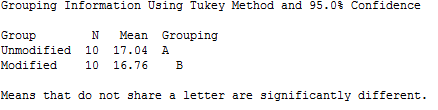 Grouping Information Using Tukey Method and 95.0% Confidence
Group N Mean Grouping
Unmodified 10 17.04 A
Modified 10 16.76 B
Means that do not share a letter are significantly different.